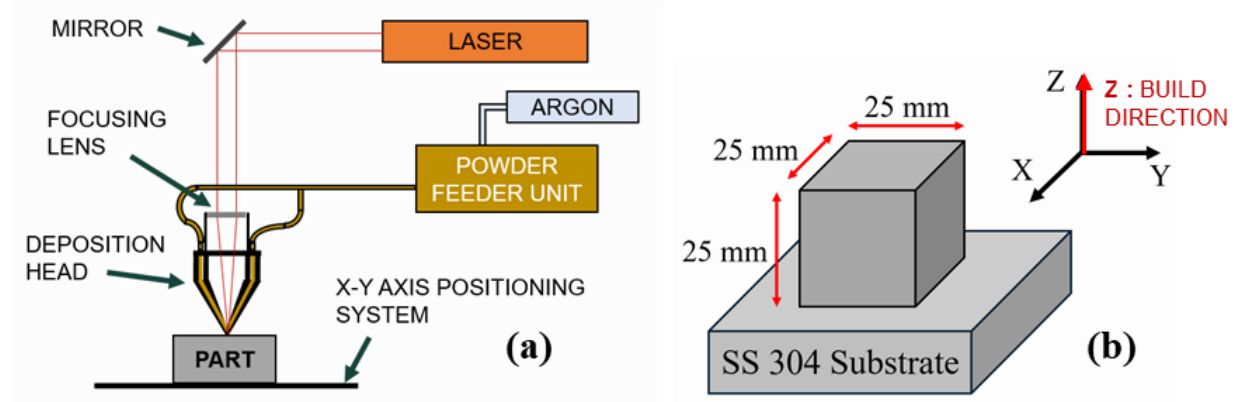 MIRROR
LASER
ARGON
FOCUSING
LENS
POWDER
FEEDER UNIT
DEPOSITION
HEAD
X-Y AXIS POSITIONING
SYSTEM
PART
(a)
25 mm
25 mm
25 mm
Z
Z : BUILD
DIRECTION
X
Y
SS 304 Substrate
(b)